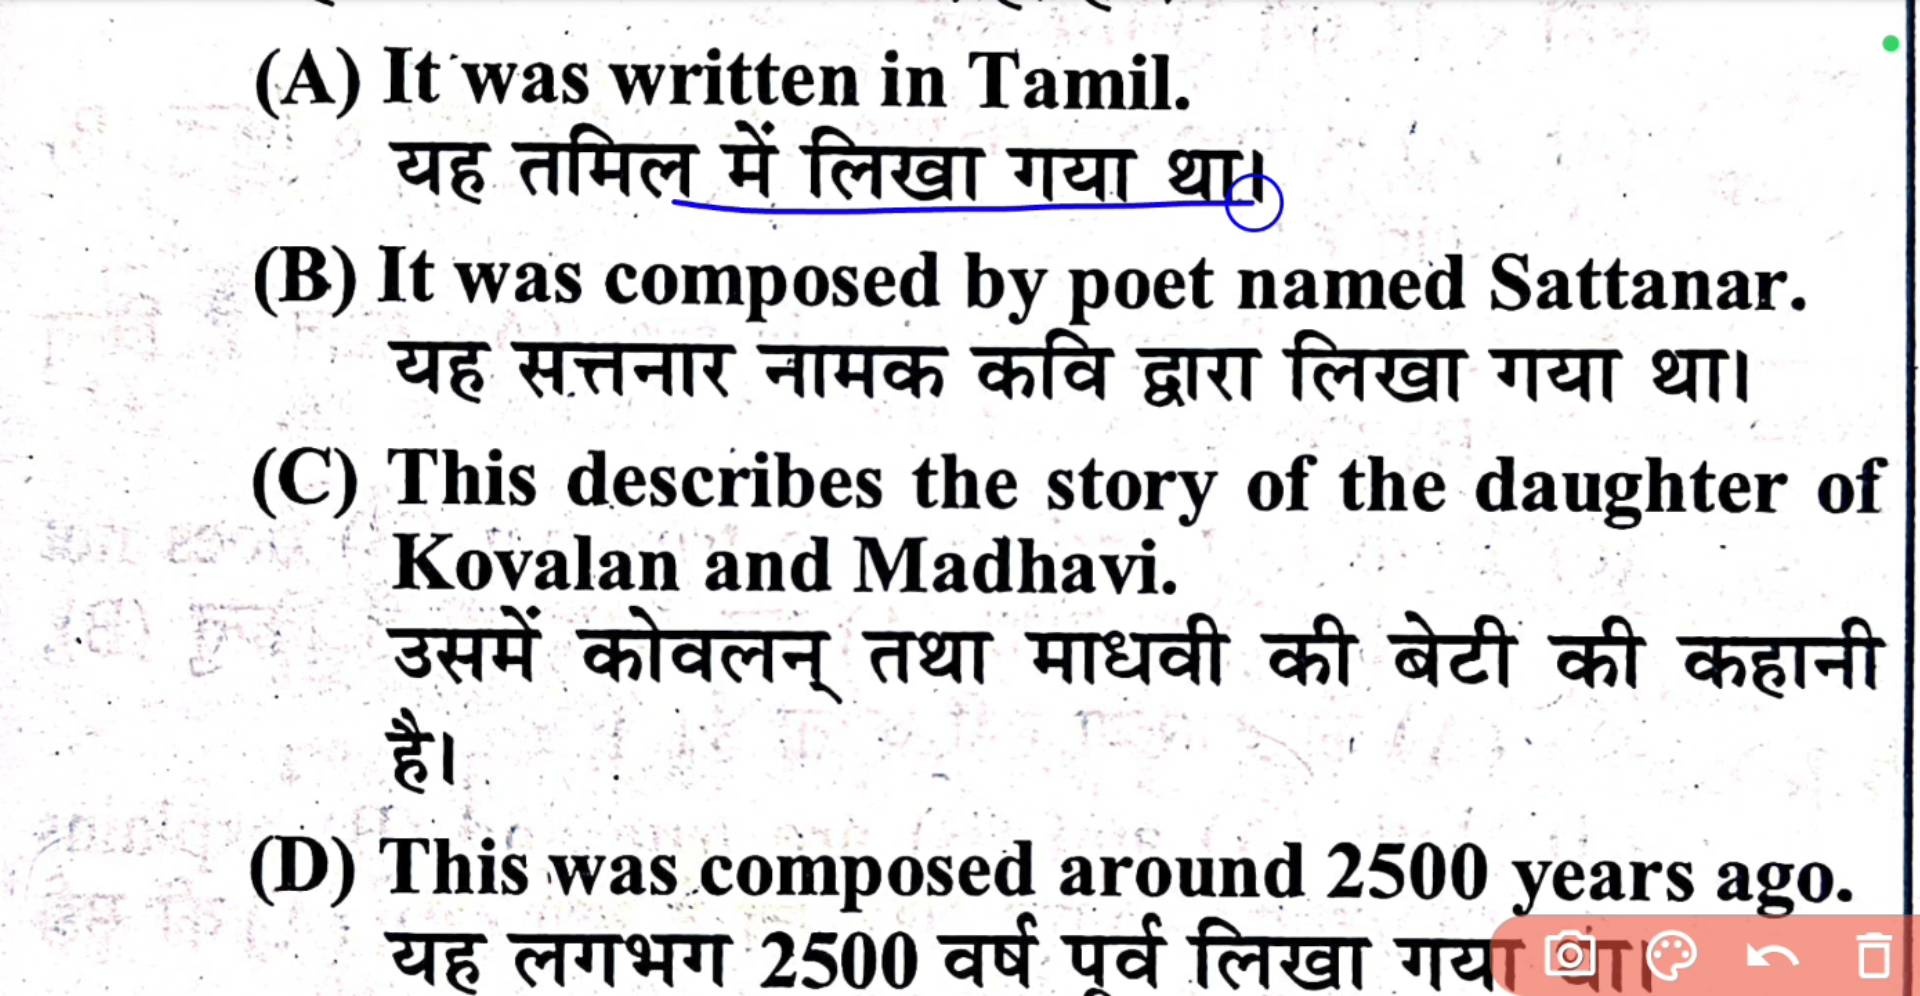 (A) It was written in Tamil.
यह तमिल में लिखा गया था।
(B) It was composed by poet named Sattanar.
यह सत्तनार नामक कवि द्वारा लिखा गया था।
(C) This describes the story of the daughter of
Kovalan and Madhavi.
उसमें कोवलन् तथा माधवी की बेटी की कहानी
है।
(D) This was composed around 2500 years ago.
यह लगभग 2500 वर्ष पूर्व लिखा गया था।